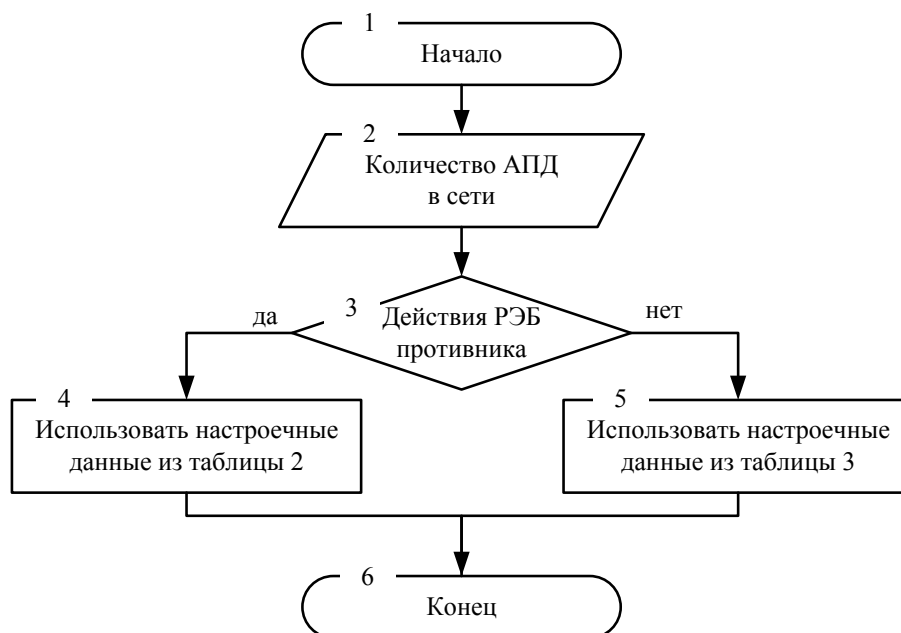 1
Начало
2
Количество АПД
в сети
3
Действия РЭБ
противника
да
нет
4
Использовать настроечные
данные из таблицы 2
5
Использовать настроечные
данные из таблицы 3
6
Конец